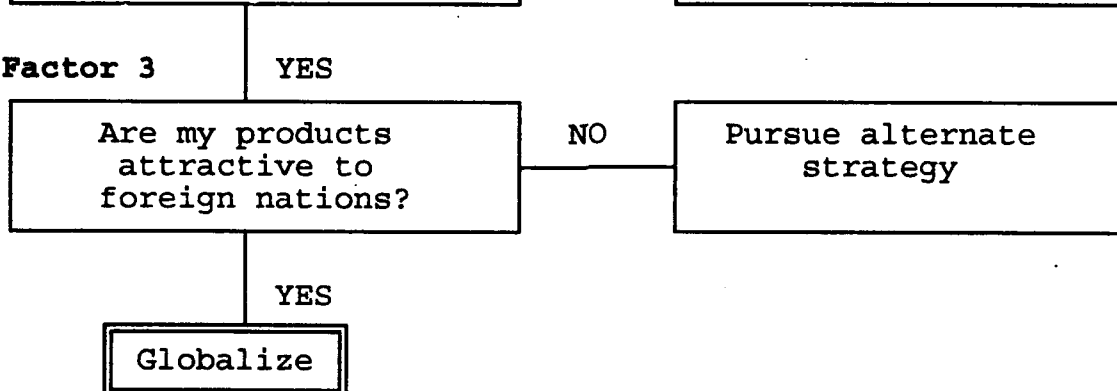 Factor 3
YES
Are my products
attractive to
foreign nations?
NO
Pursue alternate
strategy
YES
Globalize